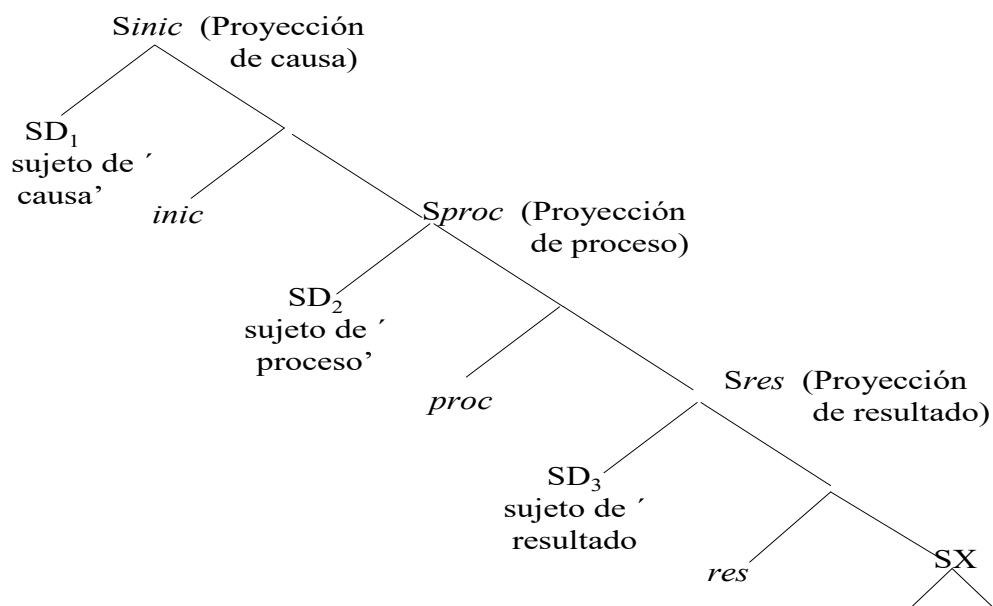 Sinic (Proyección
de causa)
SD₁
sujeto de ´
causa’
inic
Sproc (Proyección
de proceso)
SD₂
sujeto de ´
proceso’
proc
Sres (Proyección
de resultado)
SD₃
sujeto de ´
resultado
res
SX